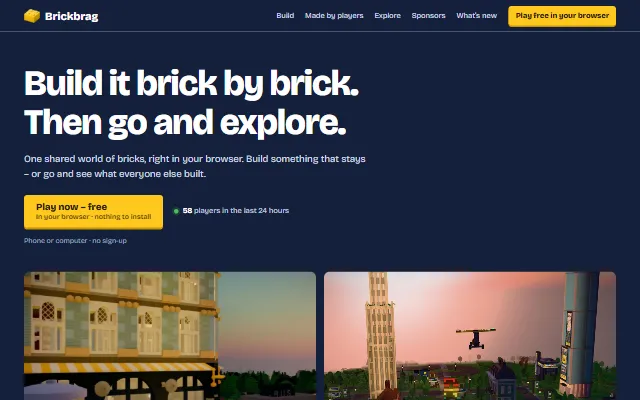 Brickbrag
Build Made by players Explore Sponsors What's new Play free in your browser
Build it brick by brick.
Then go and explore.
One shared world of bricks, right in your browser. Build something that stays
– or go and see what everyone else built.
Play now – free
In your browser · nothing to install
58 players in the last 24 hours
Phone or computer · no sign-up